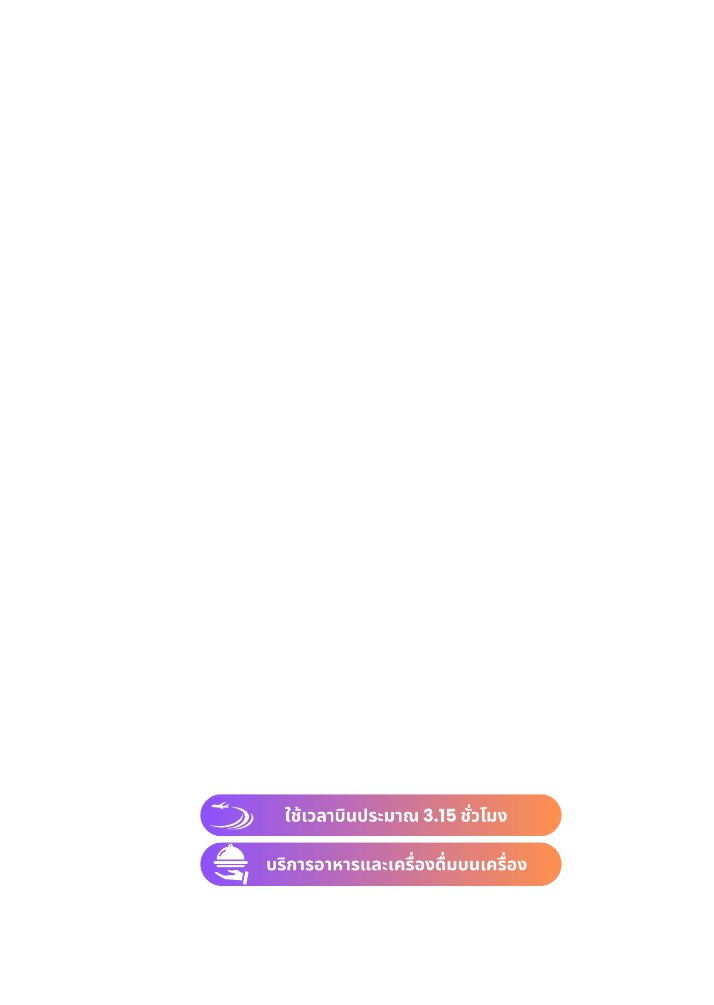 ใช้เวลาบินประมาณ 3.15 ชั่วโมง
บริการอาหารและเครื่องดื่มบนเครื่อง